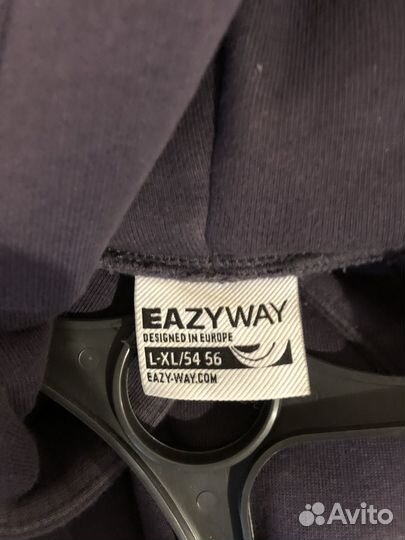 EAZYWAY
DESIGNED IN EUROPE
L-XL/54 56
EAZY-WAY.COM
Avito